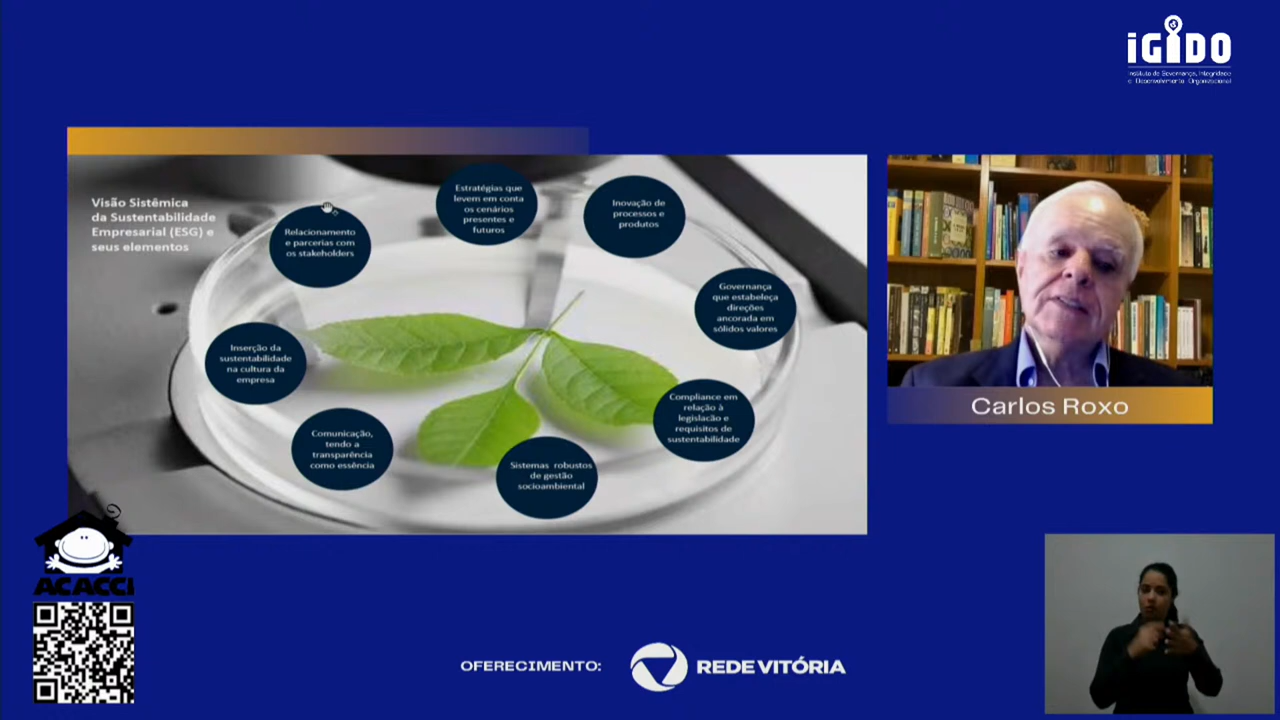 iGIDO
Instituto de Governança, Integridade
e Desenvolvimento Organizacional
Visão Sistêmica
da Sustentabilidade
Empresarial (ESG) e
seus elementos
Relacionamento
e parcerias com
os stakeholders
Estratégias que
levem em conta
os cenários
presentes e
futuros
Inovação de
processos e
produtos
Governança
que estabeleça
direções
ancorada em
sólidos valores
Compliance em
relação à
legislacão e
requisitos de
sustentabilidade
Sistemas robustos
de gestão
socioambiental
Comunicação,
tendo a
transparência
como essência
Inserção da
sustentabilidade
na cultura da
empresa
Carlos Roxo
ACACCI
OFERECIMENTO:
REDE VITÓRIA